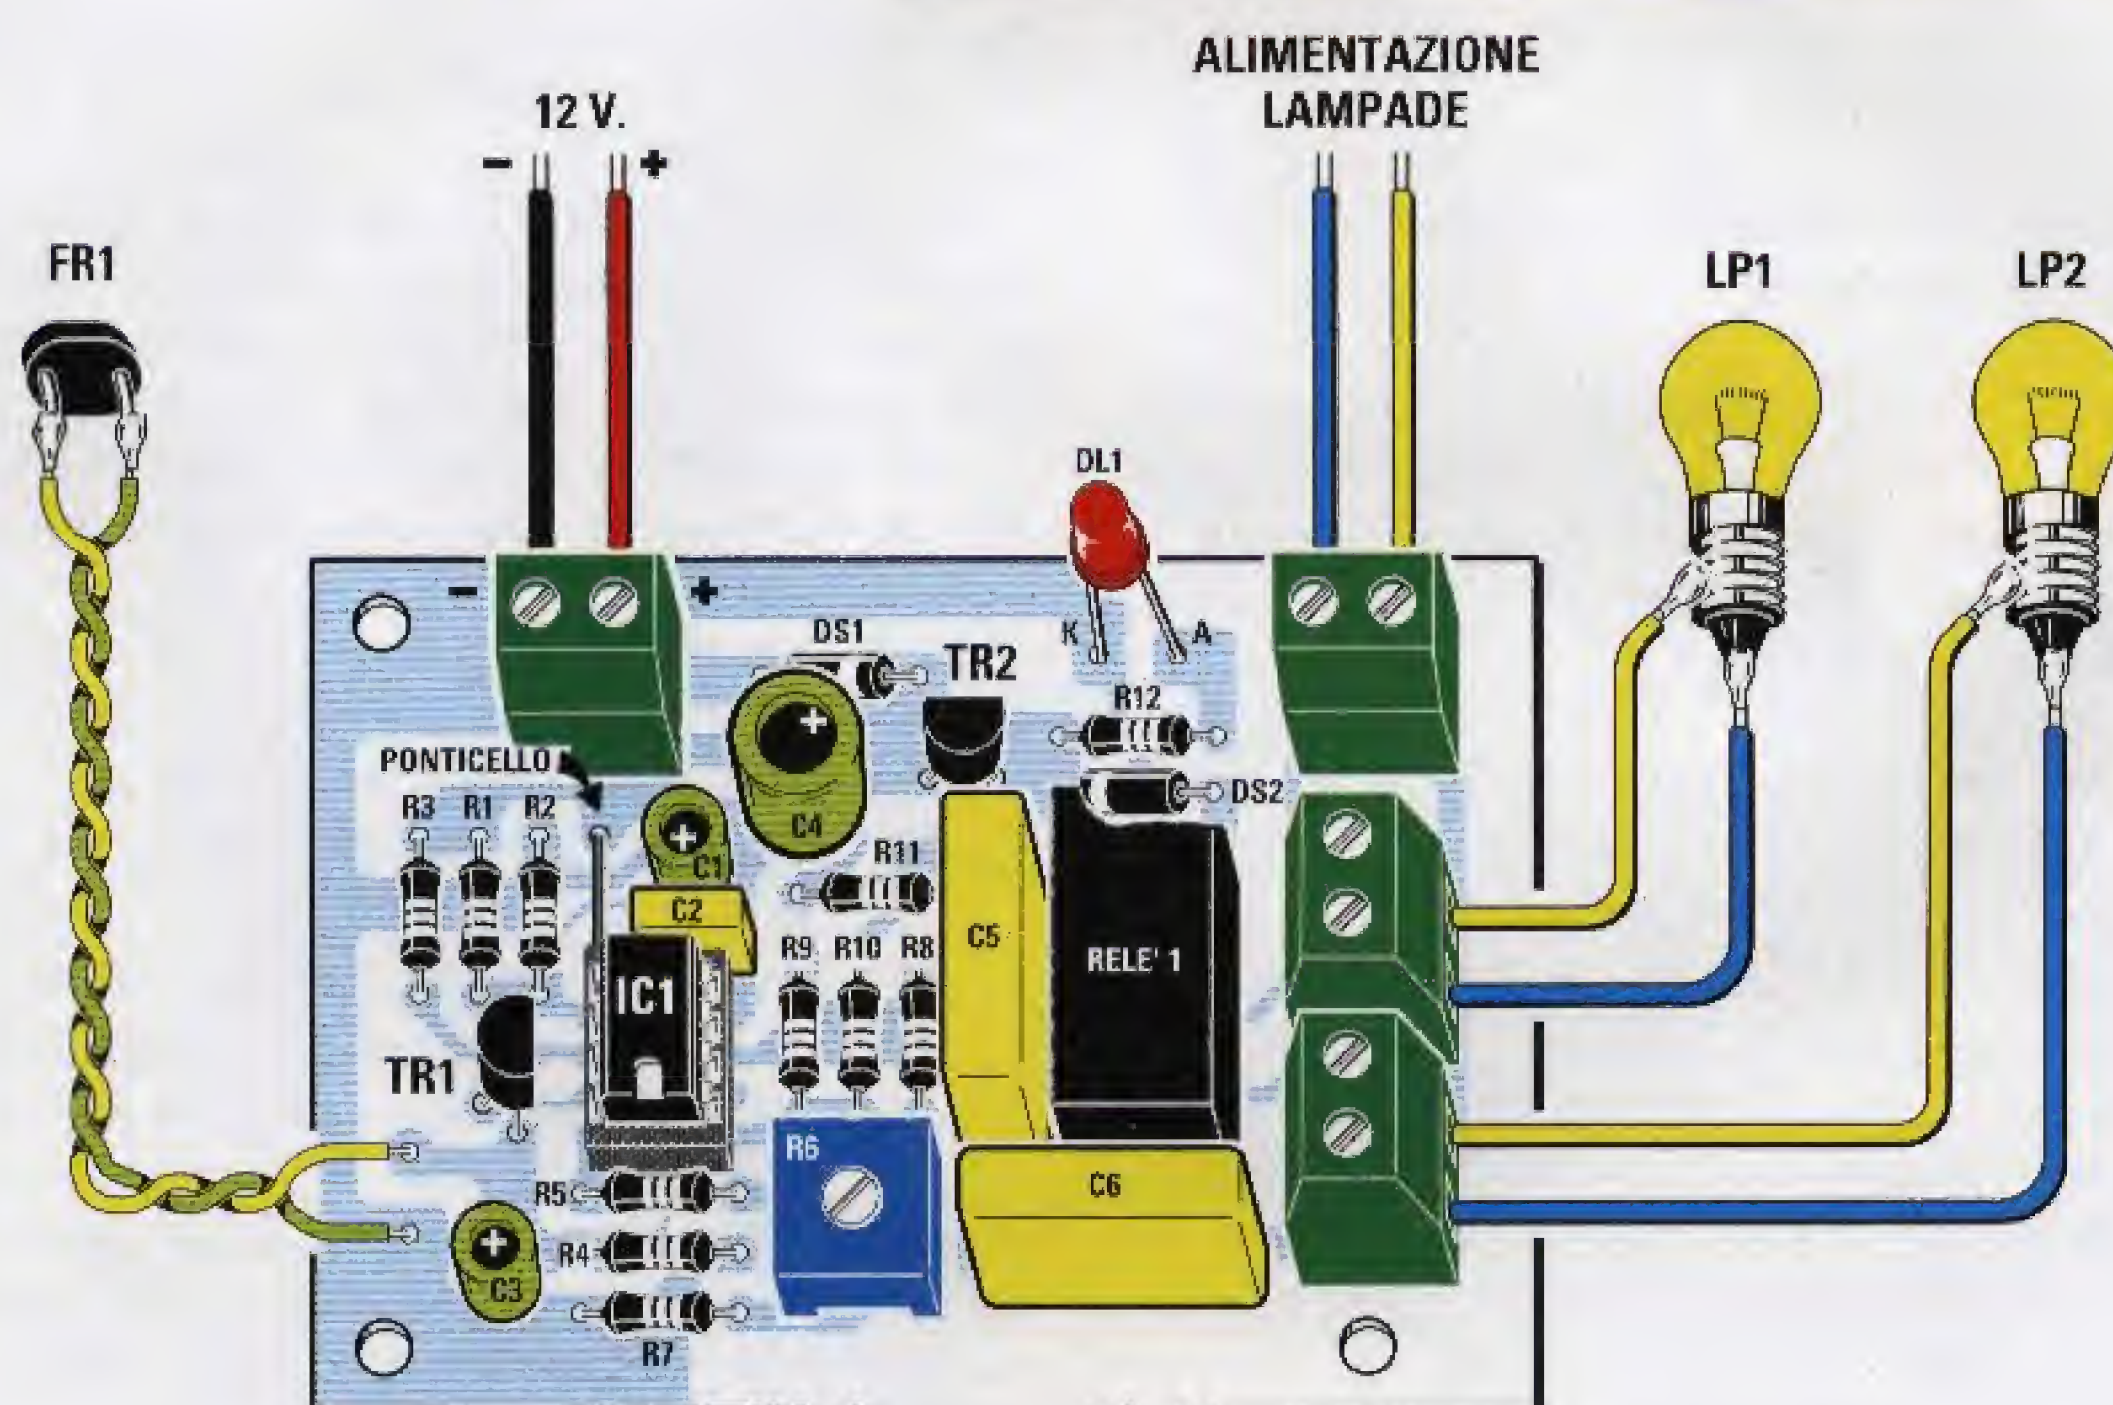 ALIMENTAZIONE
LAMPADE
12 V.
- +
FR1
LP1
LP2
DL1
- +
K A
DS1
TR2
R12
PONTICELLO
DS2
R3 R1 R2
C4
C1
R11
C2
C5
R9 R10 R8
RELE' 1
IC1
TR1
R6
R5
C6
+
R4
C3
R7